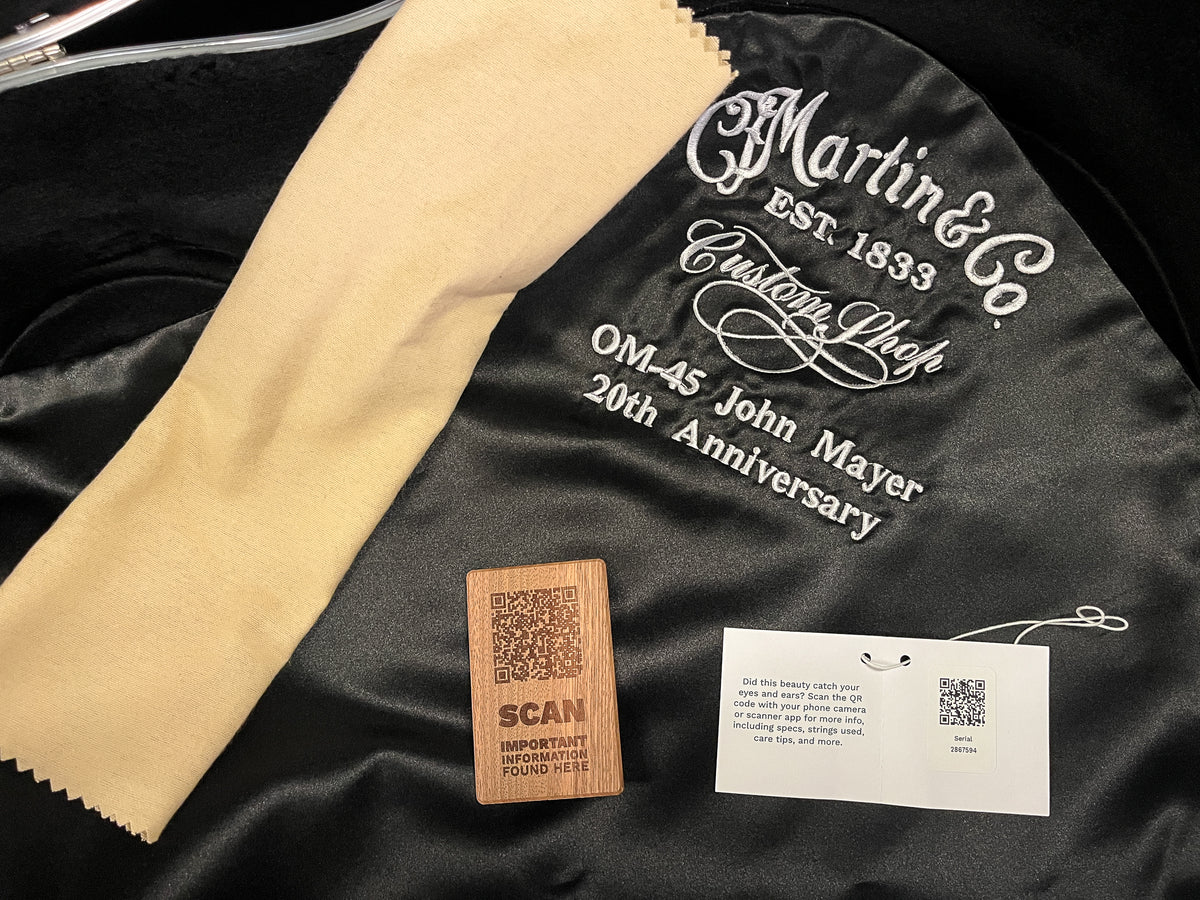 CF Martin & Co.
EST. 1833
Custom Shop
OM-45 John Mayer
20th Anniversary
SCAN
IMPORTANT
INFORMATION
FOUND HERE
Did this beauty catch your
eyes and ears? Scan the QR
code with your phone camera
or scanner app for more info,
including specs, strings used,
care tips, and more.
Serial
2867594